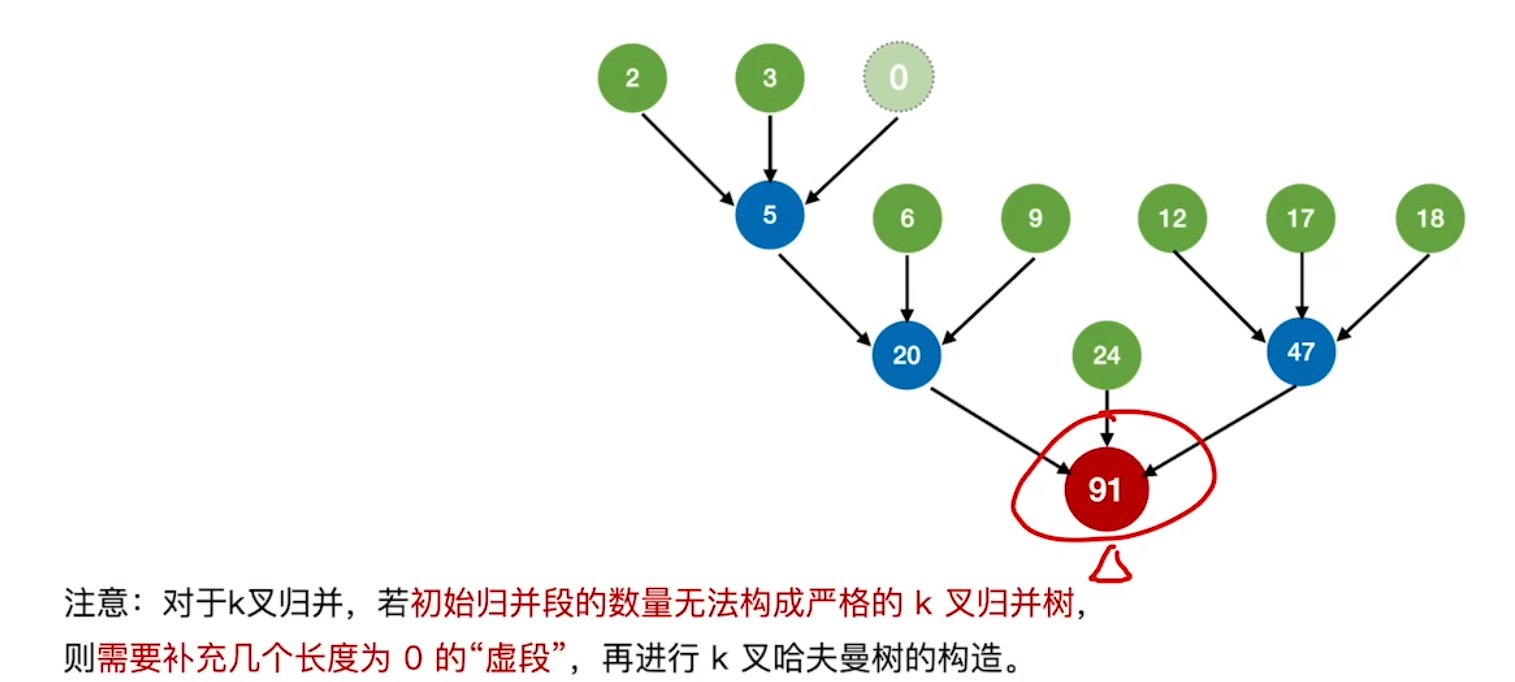 2 3 0
5 6 9 12 17 18
20 24 47
91
注意：对于k叉归并，若初始归并段的数量无法构成严格的 k 叉归并树，
则需要补充几个长度为 0 的“虚段”，再进行 k 叉哈夫曼树的构造。